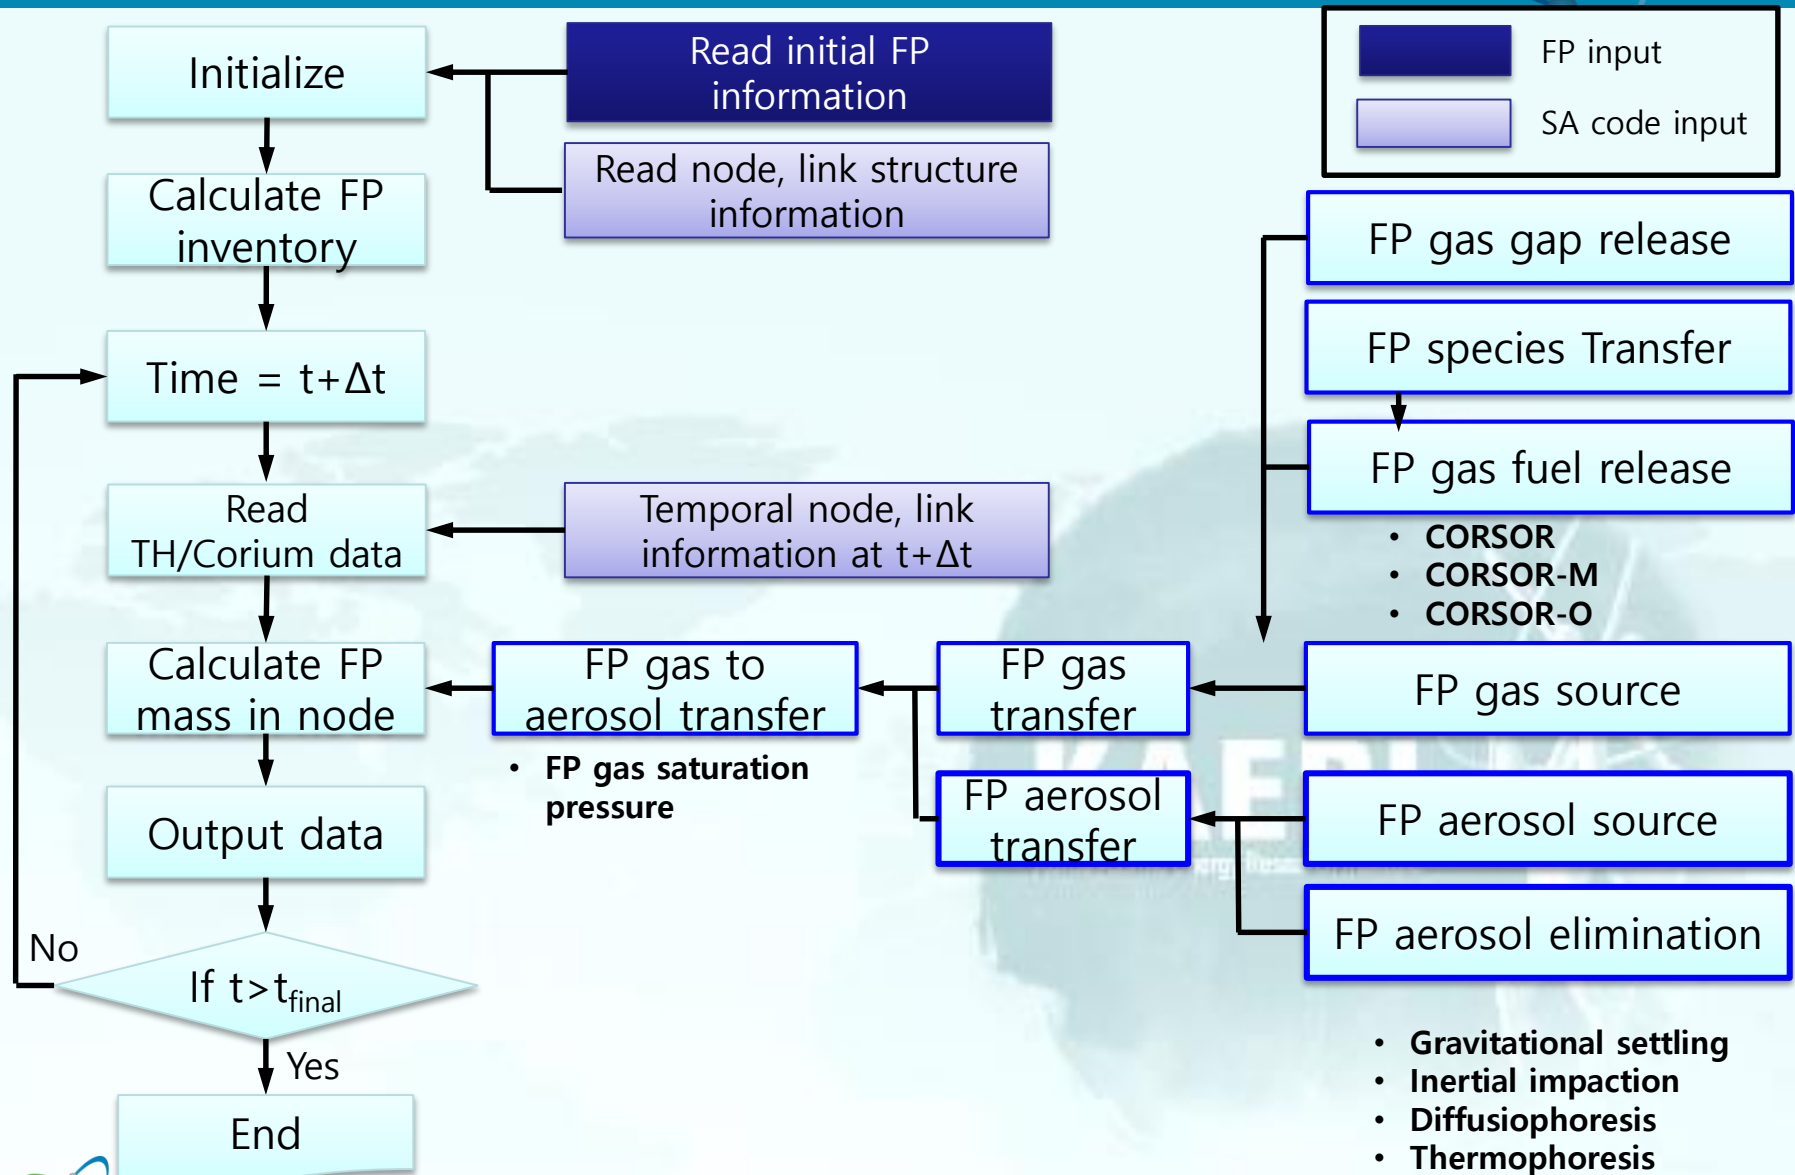 Initialize
Read initial FP
information
FP input
SA code input
Read node, link structure
information
Calculate FP
inventory
FP gas gap release
Time = t+Δt
FP species Transfer
FP gas fuel release
• CORSOR
• CORSOR-M
• CORSOR-O
Read
TH/Corium data
Temporal node, link
information at t+Δt
Calculate FP
mass in node
FP gas to
aerosol transfer
• FP gas saturation
pressure
FP gas
transfer
FP gas source
KAERI
Output data
FP aerosol
transfer
FP aerosol source
FP aerosol elimination
No
If t>tfinal
Yes
End
• Gravitational settling
• Inertial impaction
• Diffusiophoresis
• Thermophoresis